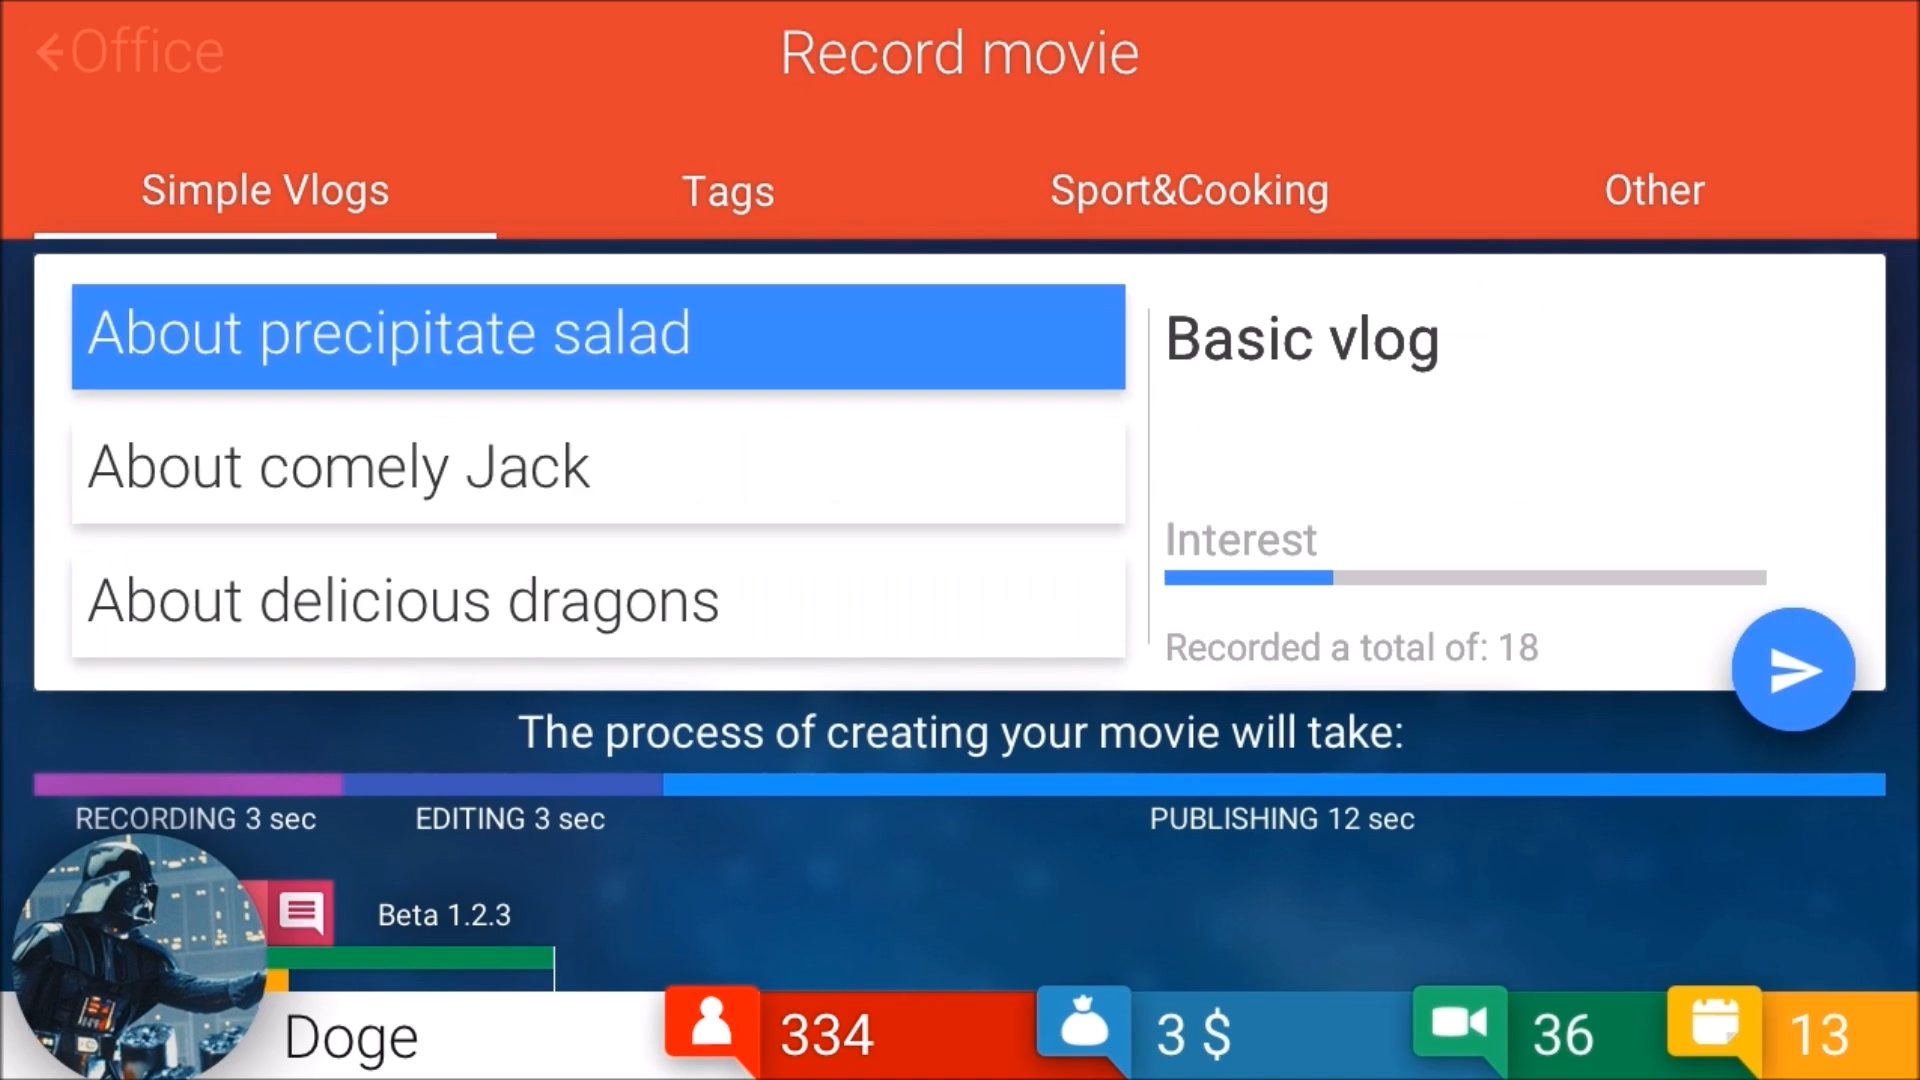 Office
Record movie
Simple Vlogs
Tags
Sport&Cooking
Other
About precipitate salad
About comely Jack
About delicious dragons
Basic vlog
Interest
Recorded a total of: 18
The process of creating your movie will take:
RECORDING 3 sec
EDITING 3 sec
PUBLISHING 12 sec
Beta 1.2.3
Doge
334
3 $
36
13